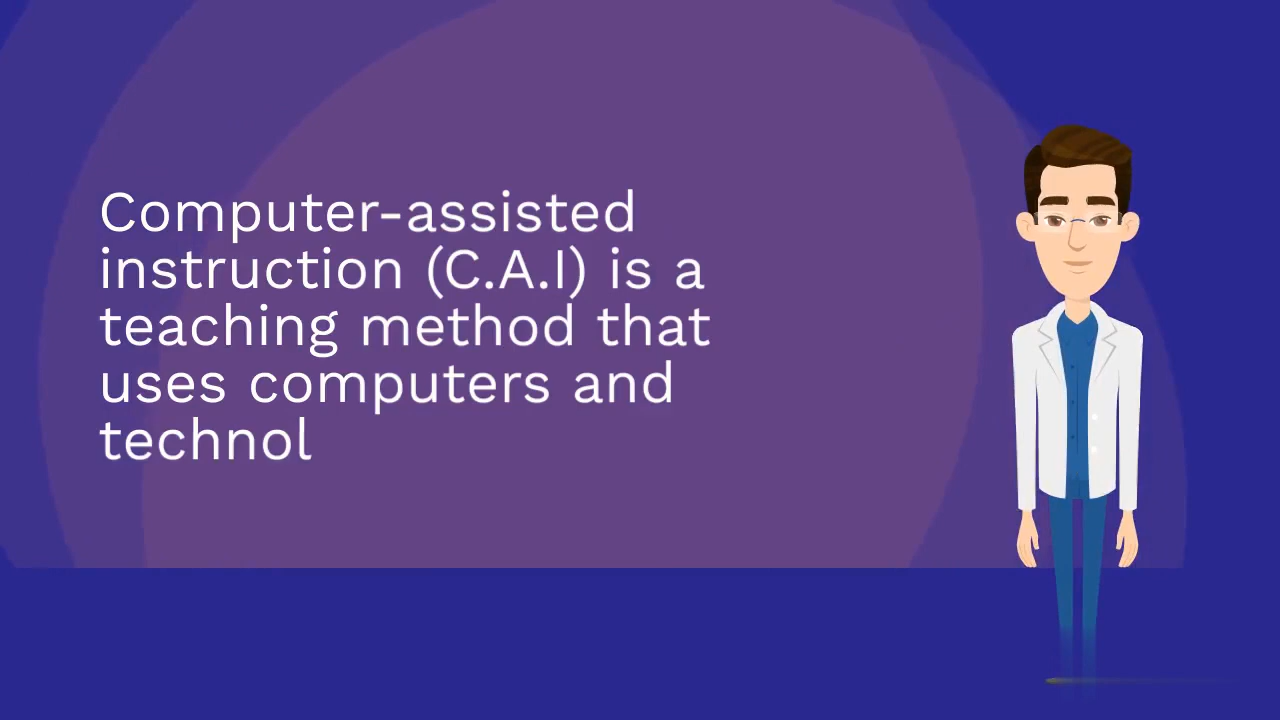 Computer-assisted
instruction (C.A.I) is a
teaching method that
uses computers and
technol